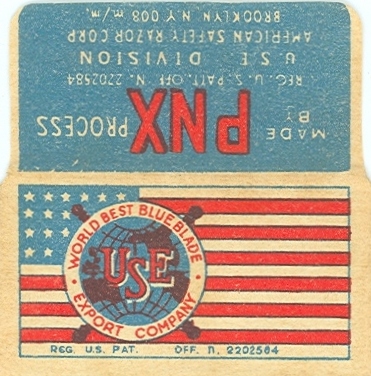 MADE BY PNX PROCESS
REG. U.S. PATT. OFF. N. 2202584
U S E DIVISION
AMERICAN SAFETY RAZOR CORP
BROOKLYN. N.Y 008 m/m.
WORLD BEST BLUE BLADE
USE
EXPORT COMPANY
REG. U.S. PAT. OFF. n. 2202584